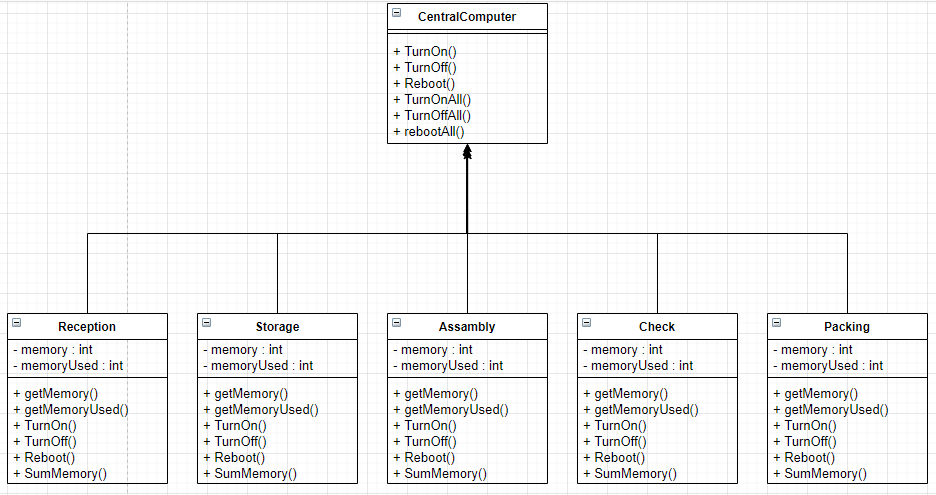 CentralComputer
+ TurnOn()
+ TurnOff()
+ Reboot()
+ TurnOnAll()
+ TurnOffAll()
+ rebootAll()
Reception
- memory : int
- memoryUsed : int
+ getMemory()
+ getMemoryUsed()
+ TurnOn()
+ TurnOff()
+ Reboot()
+ SumMemory()
Storage
- memory : int
- memoryUsed : int
+ getMemory()
+ getMemoryUsed()
+ TurnOn()
+ TurnOff()
+ Reboot()
+ SumMemory()
Assambly
- memory : int
- memoryUsed : int
+ getMemory()
+ getMemoryUsed()
+ TurnOn()
+ TurnOff()
+ Reboot()
+ SumMemory()
Check
- memory : int
- memoryUsed : int
+ getMemory()
+ getMemoryUsed()
+ TurnOn()
+ TurnOff()
+ Reboot()
+ SumMemory()
Packing
- memory : int
- memoryUsed : int
+ getMemory()
+ getMemoryUsed()
+ TurnOn()
+ TurnOff()
+ Reboot()
+ SumMemory()